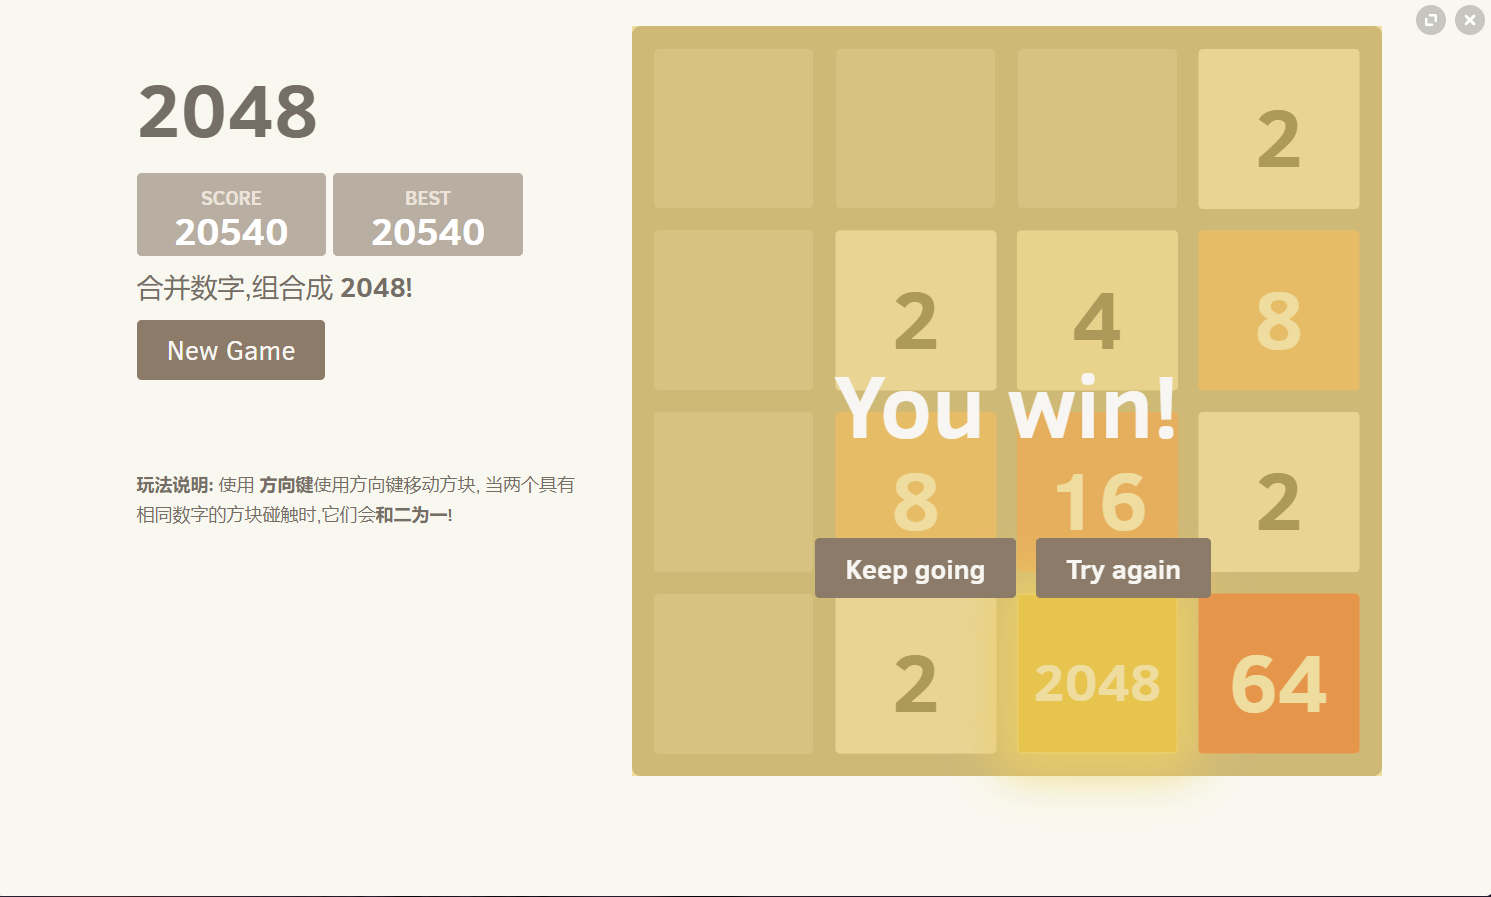 2048
SCORE
20540
BEST
20540
合并数字,组合成 2048!
New Game
玩法说明: 使用 方向键使用方向键移动方块, 当两个具有
相同数字的方块碰触时,它们会和二为一!
2
2 4 8
You win!
8 16 2
Keep going Try again
2 2048 64